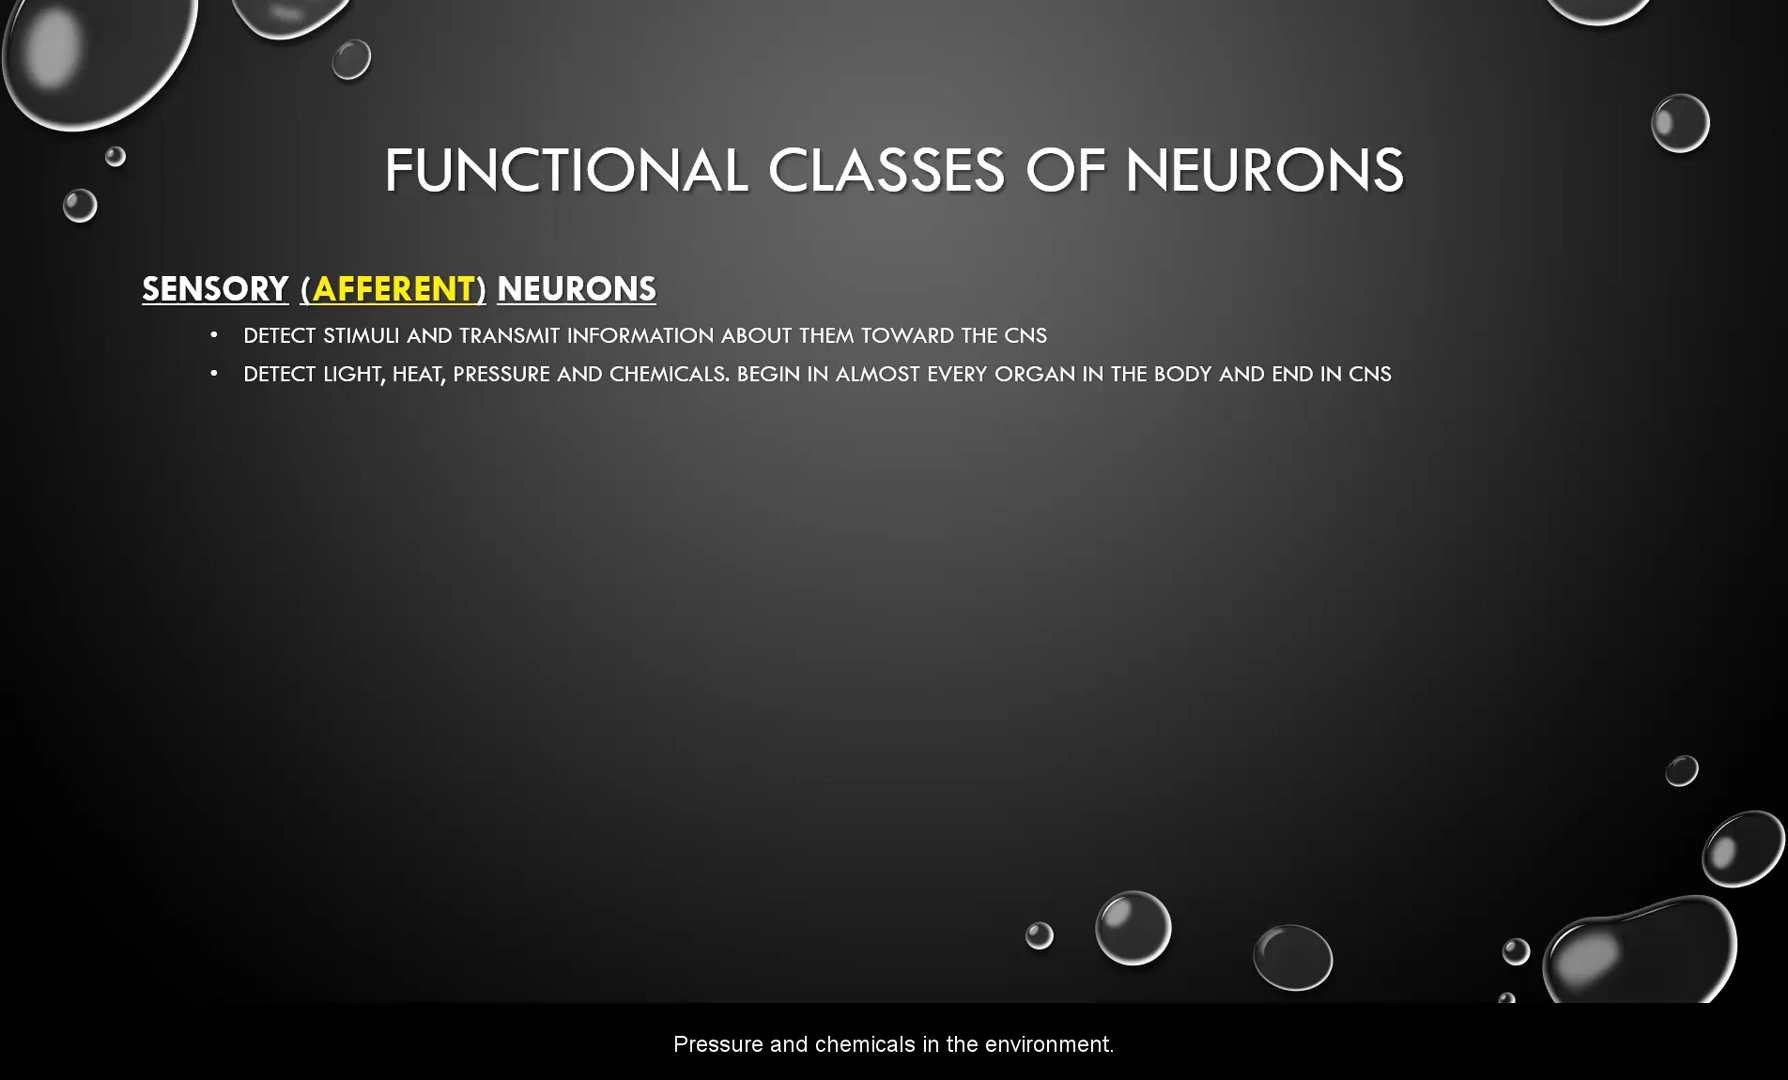 FUNCTIONAL CLASSES OF NEURONS
SENSORY (AFFERENT) NEURONS
• DETECT STIMULI AND TRANSMIT INFORMATION ABOUT THEM TOWARD THE CNS
• DETECT LIGHT, HEAT, PRESSURE AND CHEMICALS. BEGIN IN ALMOST EVERY ORGAN IN THE BODY AND END IN CNS
Pressure and chemicals in the environment.